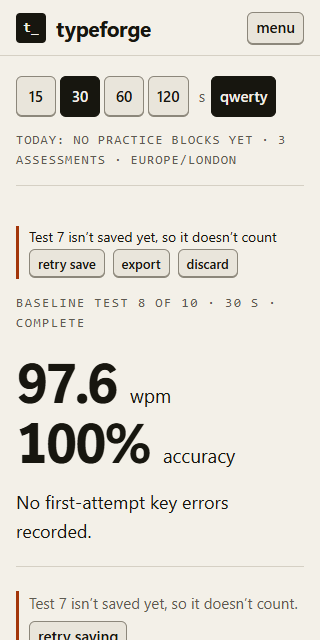 t_ typeforge menu
15 30 60 120 s qwerty
TODAY: NO PRACTICE BLOCKS YET · 3
ASSESSMENTS · EUROPE/LONDON
Test 7 isn’t saved yet, so it doesn’t count
retry save export discard
BASELINE TEST 8 OF 10 · 30 S ·
COMPLETE
97.6 wpm
100% accuracy
No first-attempt key errors
recorded.
Test 7 isn’t saved yet, so it doesn’t count.
retry saving